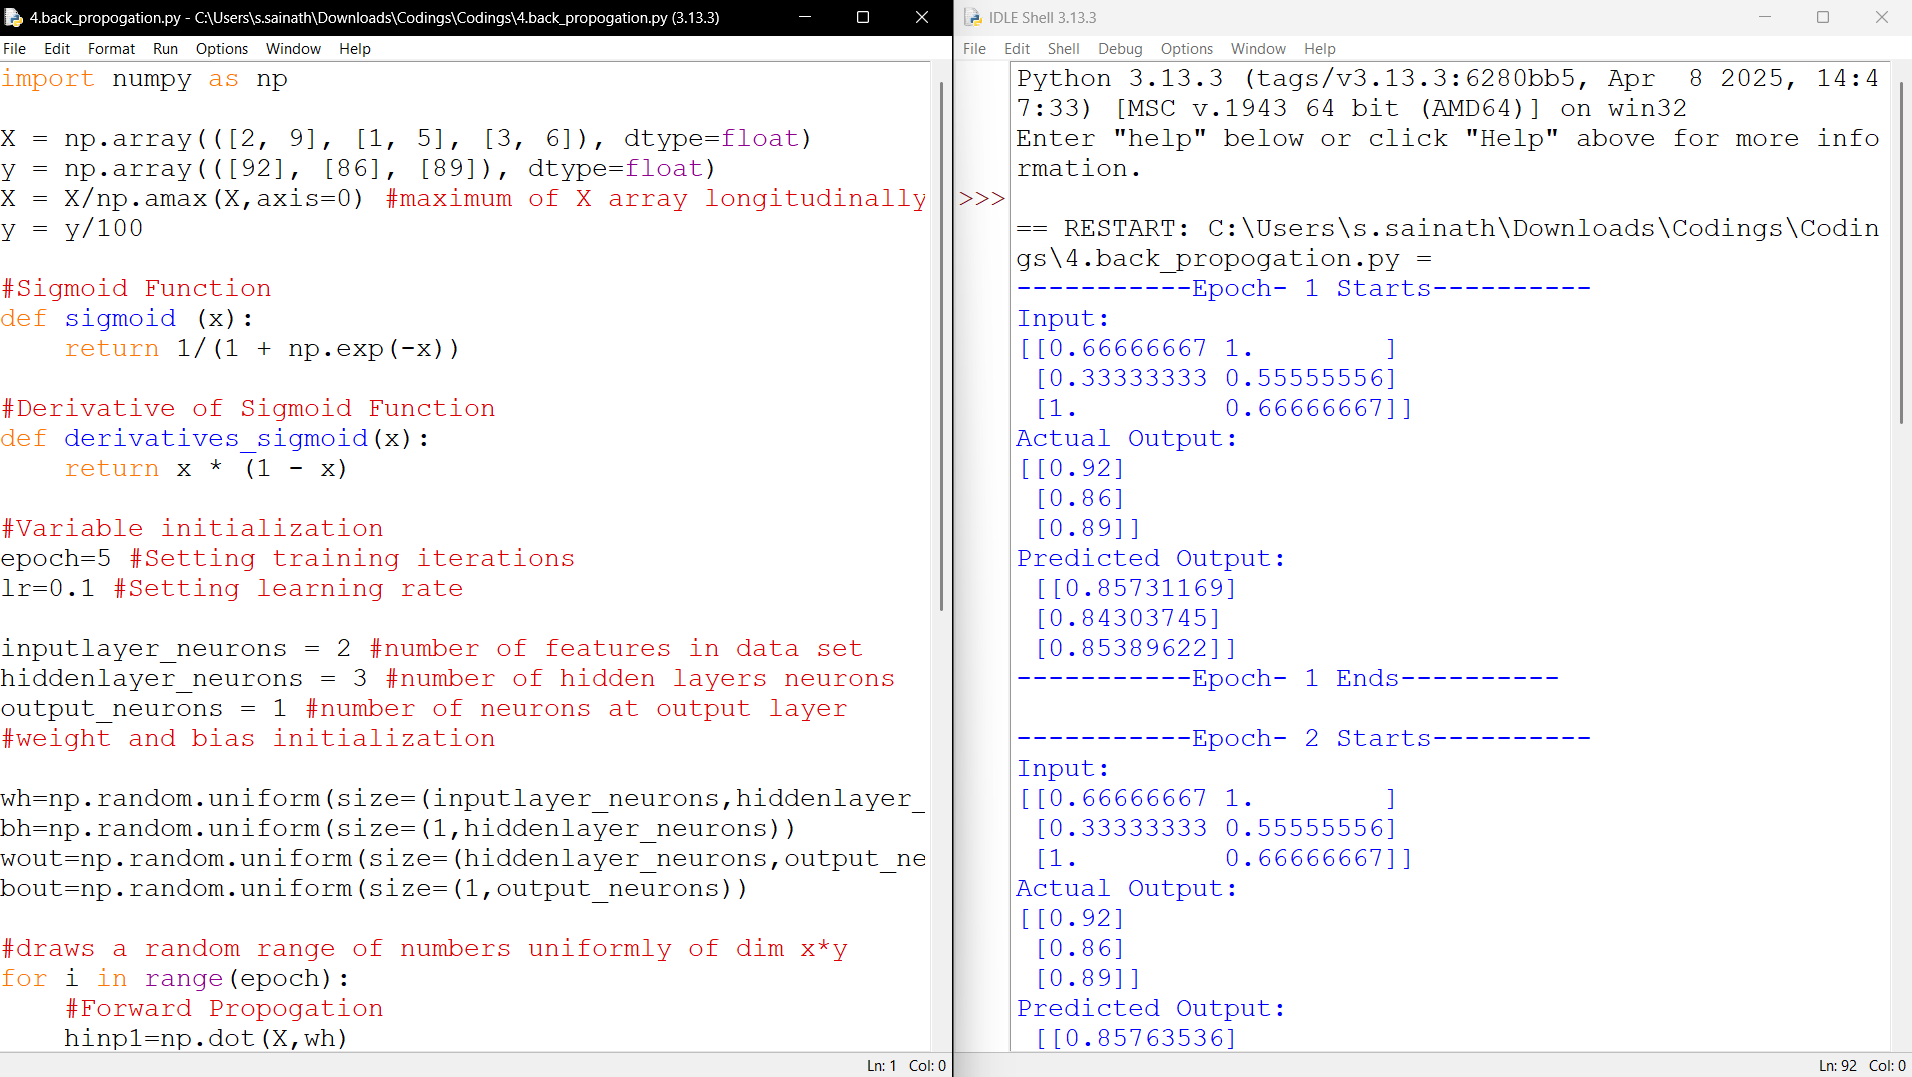 4.back_propogation.py - C:\Users\s.sainath\Downloads\Codings\Codings\4.back_propogation.py (3.13.3)
File Edit Format Run Options Window Help
import numpy as np
X = np.array(([2, 9], [1, 5], [3, 6]), dtype=float)
y = np.array(([92], [86], [89]), dtype=float)
X = X/np.amax(X,axis=0) #maximum of X array longitudinally
y = y/100
#Sigmoid Function
def sigmoid (x):
    return 1/(1 + np.exp(-x))
#Derivative of Sigmoid Function
def derivatives_sigmoid(x):
    return x * (1 - x)
#Variable initialization
epoch=5 #Setting training iterations
lr=0.1 #Setting learning rate
inputlayer_neurons = 2 #number of features in data set
hiddenlayer_neurons = 3 #number of hidden layers neurons
output_neurons = 1 #number of neurons at output layer
#weight and bias initialization
wh=np.random.uniform(size=(inputlayer_neurons,hiddenlayer_
bh=np.random.uniform(size=(1,hiddenlayer_neurons))
wout=np.random.uniform(size=(hiddenlayer_neurons,output_ne
bout=np.random.uniform(size=(1,output_neurons))
#draws a random range of numbers uniformly of dim x*y
for i in range(epoch):
    #Forward Propogation
    hinp1=np.dot(X,wh)
Ln: 1 Col: 0
IDLE Shell 3.13.3
File Edit Shell Debug Options Window Help
Python 3.13.3 (tags/v3.13.3:6280bb5, Apr  8 2025, 14:4
7:33) [MSC v.1943 64 bit (AMD64)] on win32
Enter "help" below or click "Help" above for more info
rmation.
>>>
== RESTART: C:\Users\s.sainath\Downloads\Codings\Codin
gs\4.back_propogation.py =
-----------Epoch- 1 Starts----------
Input:
[[0.66666667 1.        ]
 [0.33333333 0.55555556]
 [1.         0.66666667]]
Actual Output:
[[0.92]
 [0.86]
 [0.89]]
Predicted Output:
 [[0.85731169]
 [0.84303745]
 [0.85389622]]
-----------Epoch- 1 Ends----------
-----------Epoch- 2 Starts----------
Input:
[[0.66666667 1.        ]
 [0.33333333 0.55555556]
 [1.         0.66666667]]
Actual Output:
[[0.92]
 [0.86]
 [0.89]]
Predicted Output:
 [[0.85763536]
Ln: 92 Col: 0